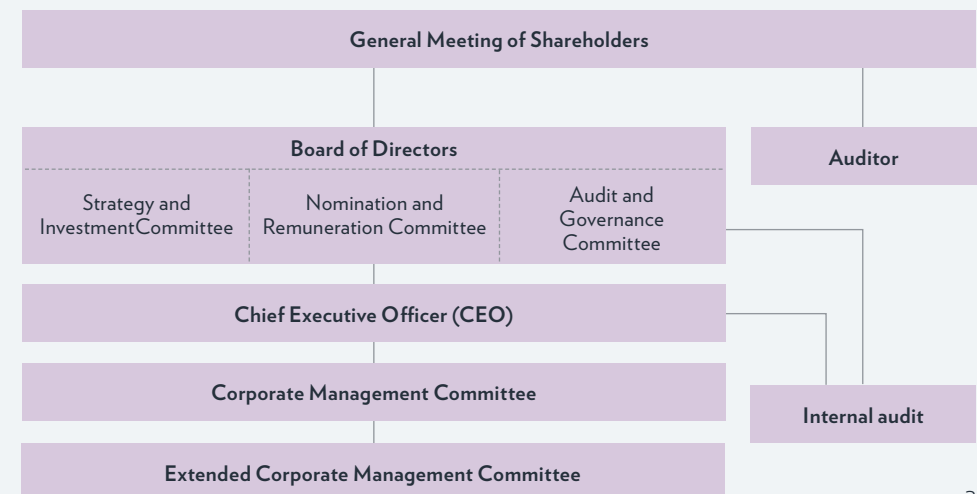 General Meeting of Shareholders
Board of Directors
Auditor
Strategy and
InvestmentCommittee
Nomination and
Remuneration Committee
Audit and
Governance
Committee
Chief Executive Officer (CEO)
Corporate Management Committee
Internal audit
Extended Corporate Management Committee